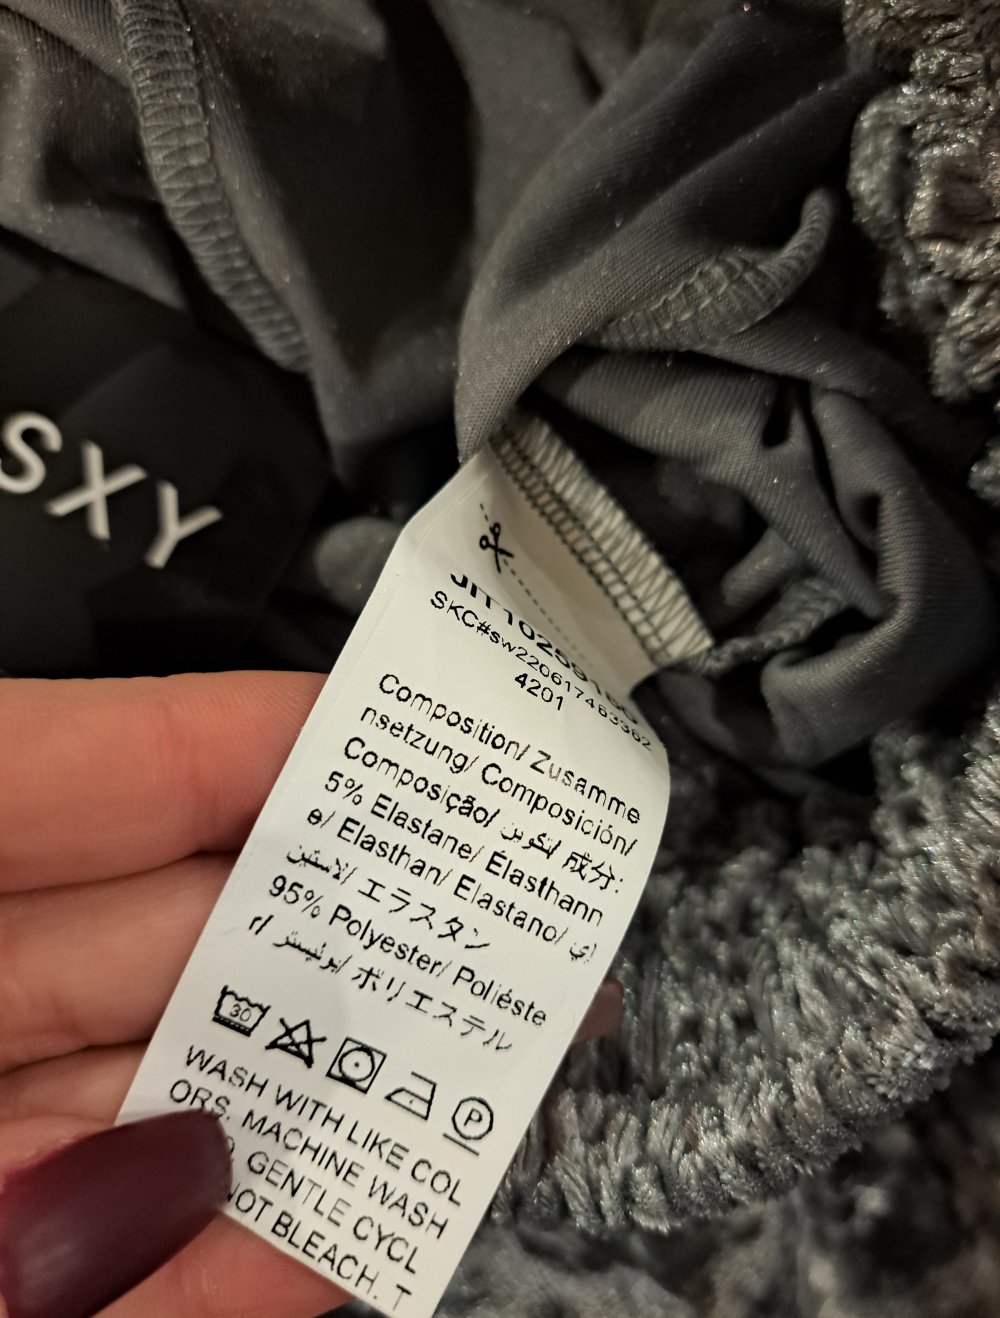 SXY
SKC#sw220617463362
4201
Composition/ Zusamme
nsetzung/ Composición/
Composição/ تكوين/ 成分:
5% Elastane/ Élasthann
e/ Elasthan/ Elastano/ إي
لاستين/ エラスタン
95% Polyester/ Poliéste
r/ بوليستر/ ポリエステル
30
P
WASH WITH LIKE COL
ORS. MACHINE WASH
GENTLE CYCL
NOT BLEACH. T